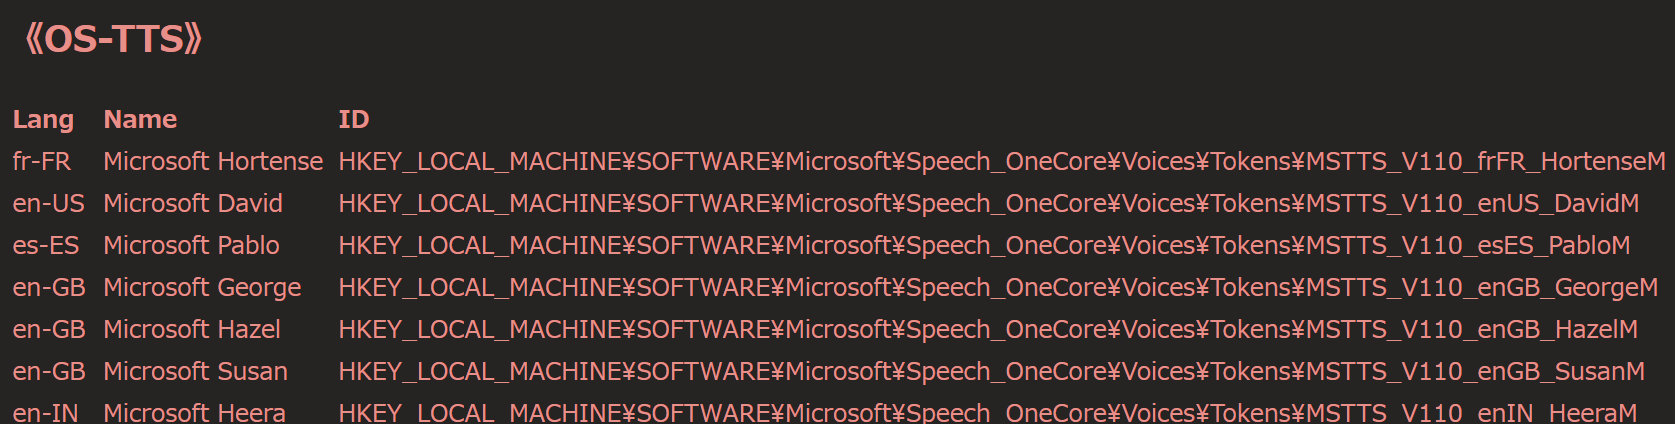 《OS-TTS》
Lang Name ID
fr-FR Microsoft Hortense HKEY_LOCAL_MACHINE¥SOFTWARE¥Microsoft¥Speech_OneCore¥Voices¥Tokens¥MSTTS_V110_frFR_HortenseM
en-US Microsoft David HKEY_LOCAL_MACHINE¥SOFTWARE¥Microsoft¥Speech_OneCore¥Voices¥Tokens¥MSTTS_V110_enUS_DavidM
es-ES Microsoft Pablo HKEY_LOCAL_MACHINE¥SOFTWARE¥Microsoft¥Speech_OneCore¥Voices¥Tokens¥MSTTS_V110_esES_PabloM
en-GB Microsoft George HKEY_LOCAL_MACHINE¥SOFTWARE¥Microsoft¥Speech_OneCore¥Voices¥Tokens¥MSTTS_V110_enGB_GeorgeM
en-GB Microsoft Hazel HKEY_LOCAL_MACHINE¥SOFTWARE¥Microsoft¥Speech_OneCore¥Voices¥Tokens¥MSTTS_V110_enGB_HazelM
en-GB Microsoft Susan HKEY_LOCAL_MACHINE¥SOFTWARE¥Microsoft¥Speech_OneCore¥Voices¥Tokens¥MSTTS_V110_enGB_SusanM
en-IN Microsoft Heera HKEY_LOCAL_MACHINE¥SOFTWARE¥Microsoft¥Speech_OneCore¥Voices¥Tokens¥MSTTS_V110_enIN_HeeraM